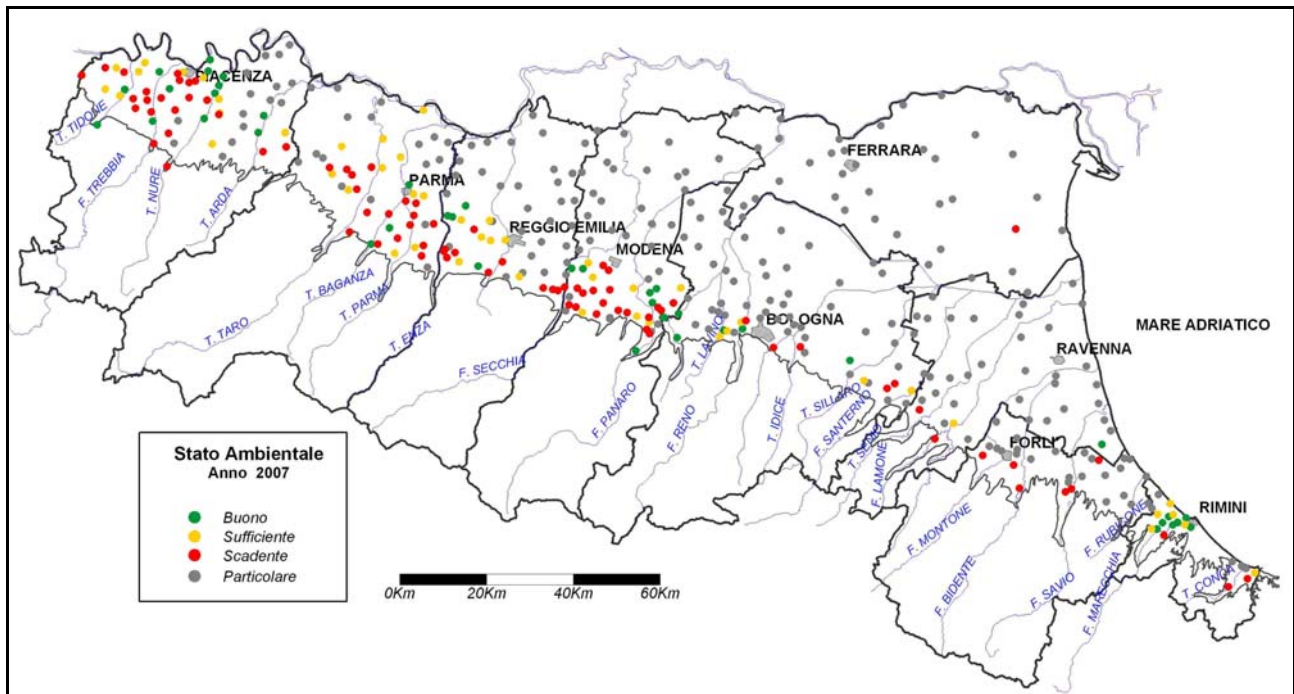 PIACENZA
T. TIDONE
F. TREBBIA
T. NURE
T. ARDA
PARMA
FERRARA
REGGIO EMILIA
MODENA
T. BAGANZA
T. PARMA
T. TARO
T. ENZA
F. SECCHIA
T. LAVINO
BOLOGNA
MARE ADRIATICO
RAVENNA
F. PANARO
F. RENO
T. IDICE
T. SILLARO
F. SANTERNO
T. SENIO
F. LAMONE
FORLI'
F. MONTONE
F. BIDENTE
F. SAVIO
F. RUBICONE
F. MARECCHIA
RIMINI
T. CONCA
Stato Ambientale
Anno 2007
Buono
Sufficiente
Scadente
Particolare
0Km 20Km 40Km 60Km